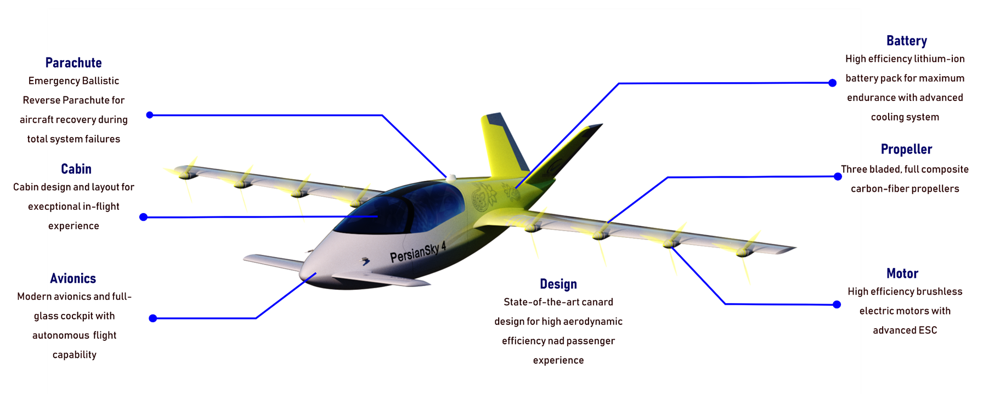 Parachute
Emergency Ballistic
Reverse Parachute for
aircraft recovery during
total system failures
Cabin
Cabin design and layout for
execptional in-flight
experience
Avionics
Modern avionics and full-
glass cockpit with
autonomous flight
capability
PersianSky 4
Design
State-of-the-art canard
design for high aerodynamic
efficiency nad passenger
experience
Battery
High efficiency lithium-ion
battery pack for maximum
endurance with advanced
cooling system
Propeller
Three bladed, full composite
carbon-fiber propellers
Motor
High efficiency brushless
electric motors with
advanced ESC